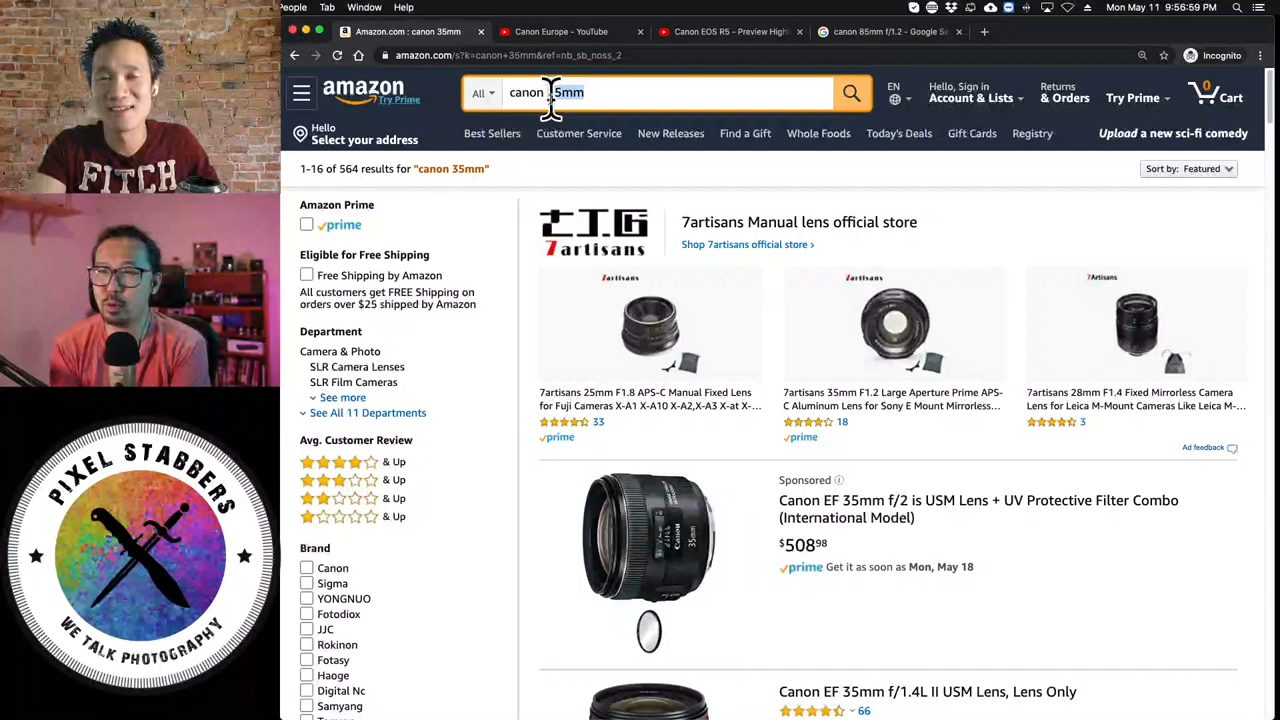 People Tab Window Help
Mon May 11 5:56:59 PM
Amazon.com : canon 35mm
Canon Europe - YouTube
Canon EOS R5 - Preview High
canon 85mm f/1.2 - Google Se
amazon.com/s?k=canon+35mm&ref=nb_sb_noss_2
Incognito
FITCH
amazon
Try Prime
All
canon 35mm
EN
Hello, Sign in
Account & Lists
Returns
& Orders
Try Prime
0
Cart
Hello
Select your address
Best Sellers Customer Service New Releases Find a Gift Whole Foods Today's Deals Gift Cards Registry
Upload a new sci-fi comedy
1-16 of 564 results for "canon 35mm"
Sort by: Featured
Amazon Prime
prime
Eligible for Free Shipping
Free Shipping by Amazon
All customers get FREE Shipping on
orders over $25 shipped by Amazon
Department
Camera & Photo
SLR Camera Lenses
SLR Film Cameras
See more
See All 11 Departments
Avg. Customer Review
& Up
& Up
& Up
& Up
Brand
Canon
Sigma
YONGNUO
Fotodiox
JJC
Rokinon
Fotasy
Haoge
Digital Nc
Samyang
七工匠
7artisans
7artisans Manual lens official store
Shop 7artisans official store ›
7artisans
7artisans 25mm F1.8 APS-C Manual Fixed Lens
for Fuji Cameras X-A1 X-A10 X-A2,X-A3 X-at X-...
33
prime
7artisans
7artisans 35mm F1.2 Large Aperture Prime APS-
C Aluminum Lens for Sony E Mount Mirrorless...
18
prime
7Artisans
7artisans 28mm F1.4 Fixed Mirrorless Camera
Lens for Leica M-Mount Cameras Like Leica M-...
3
Ad feedback
Sponsored
Canon EF 35mm f/2 is USM Lens + UV Protective Filter Combo
(International Model)
$508.98
prime Get it as soon as Mon, May 18
Canon
35mm
Canon EF 35mm f/1.4L II USM Lens, Lens Only
66
PIXEL STABBERS
WE TALK PHOTOGRAPHY